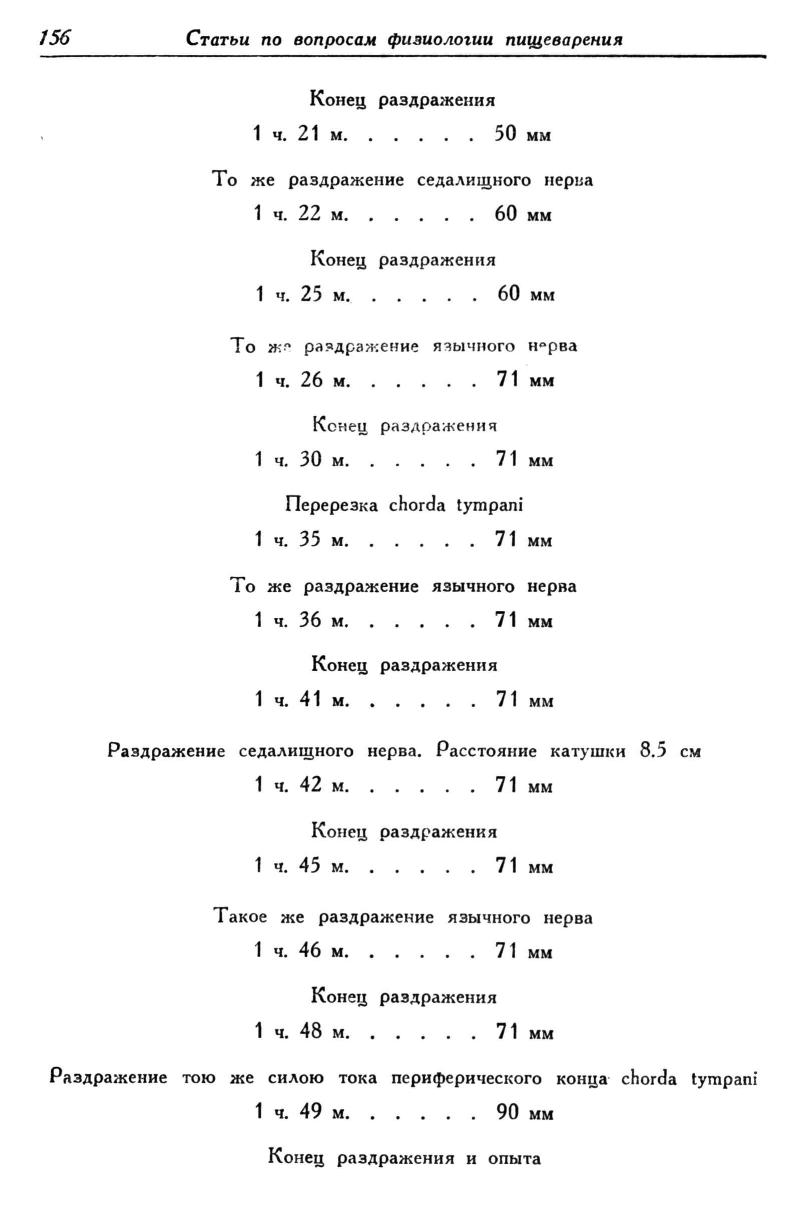 156 Статьи по вопросам физиологии пищеварения
Конец раздражения
1 ч. 21 м. . . . . . 50 мм
То же раздражение седалищного нерва
1 ч. 22 м. . . . . . 60 мм
Конец раздражения
1 ч. 25 м. . . . . . 60 мм
То же раздражение язычного нерва
1 ч. 26 м. . . . . . 71 мм
Конец раздражения
1 ч. 30 м. . . . . . 71 мм
Перерезка chorda tympani
1 ч. 35 м. . . . . . 71 мм
То же раздражение язычного нерва
1 ч. 36 м. . . . . . 71 мм
Конец раздражения
1 ч. 41 м. . . . . . 71 мм
Раздражение седалищного нерва. Расстояние катушки 8.5 см
1 ч. 42 м. . . . . . 71 мм
Конец раздражения
1 ч. 45 м. . . . . . 71 мм
Такое же раздражение язычного нерва
1 ч. 46 м. . . . . . 71 мм
Конец раздражения
1 ч. 48 м. . . . . . 71 мм
Раздражение тою же силою тока периферического конца chorda tympani
1 ч. 49 м. . . . . . 90 мм
Конец раздражения и опыта